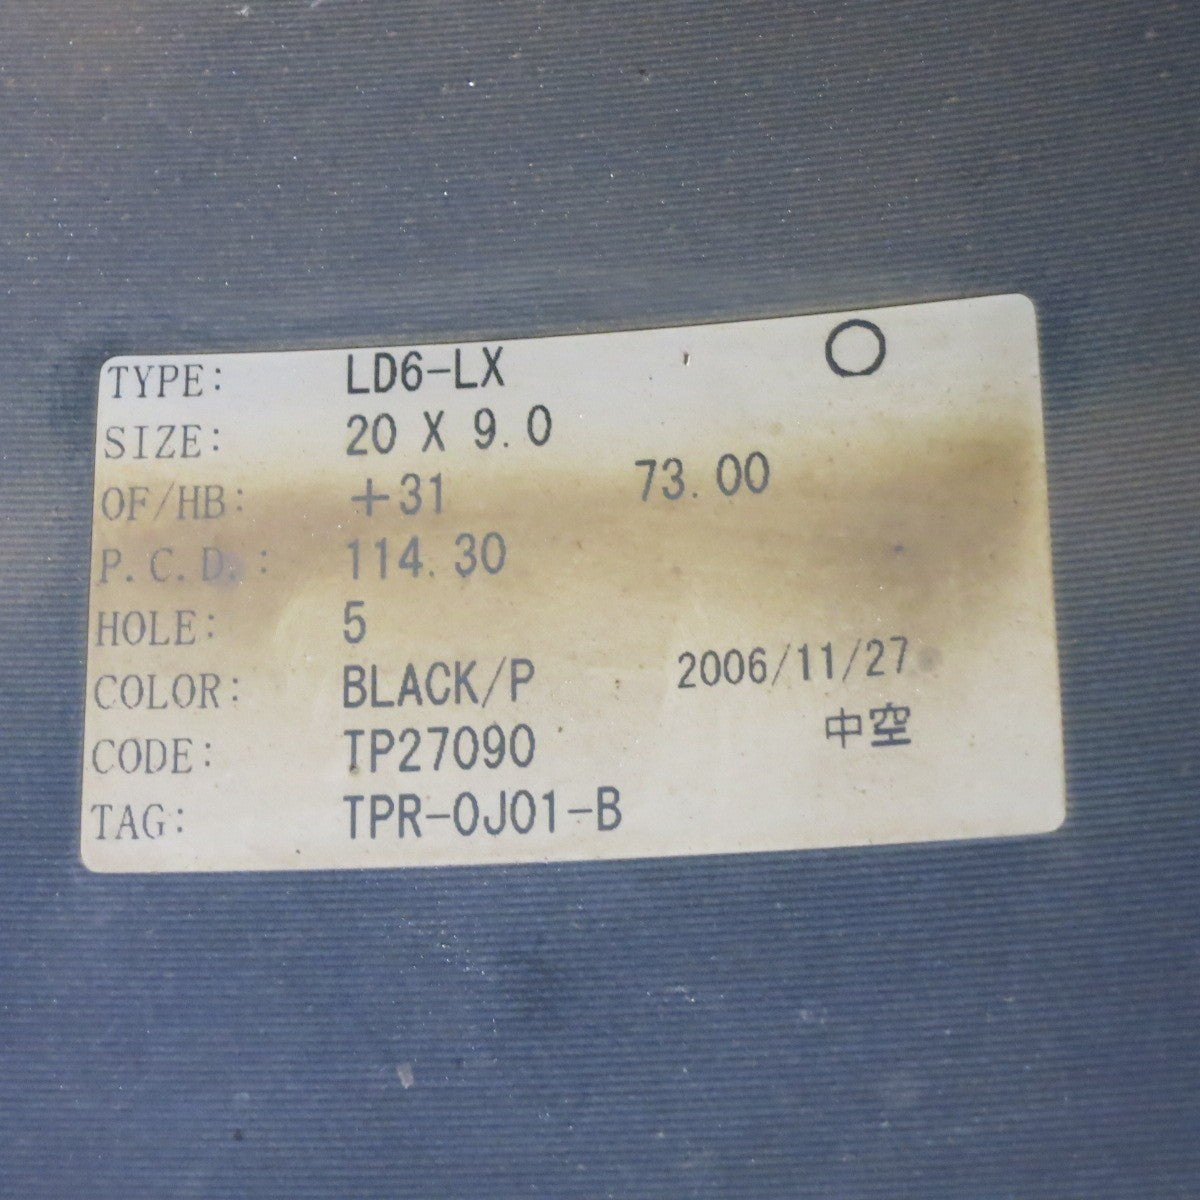 TYPE: LD6-LX ○
SIZE: 20 X 9.0
OF/HB: +31 73.00
P.C.D.: 114.30
HOLE: 5
COLOR: BLACK/P 2006/11/27
CODE: TP27090 中空
TAG: TPR-0J01-B